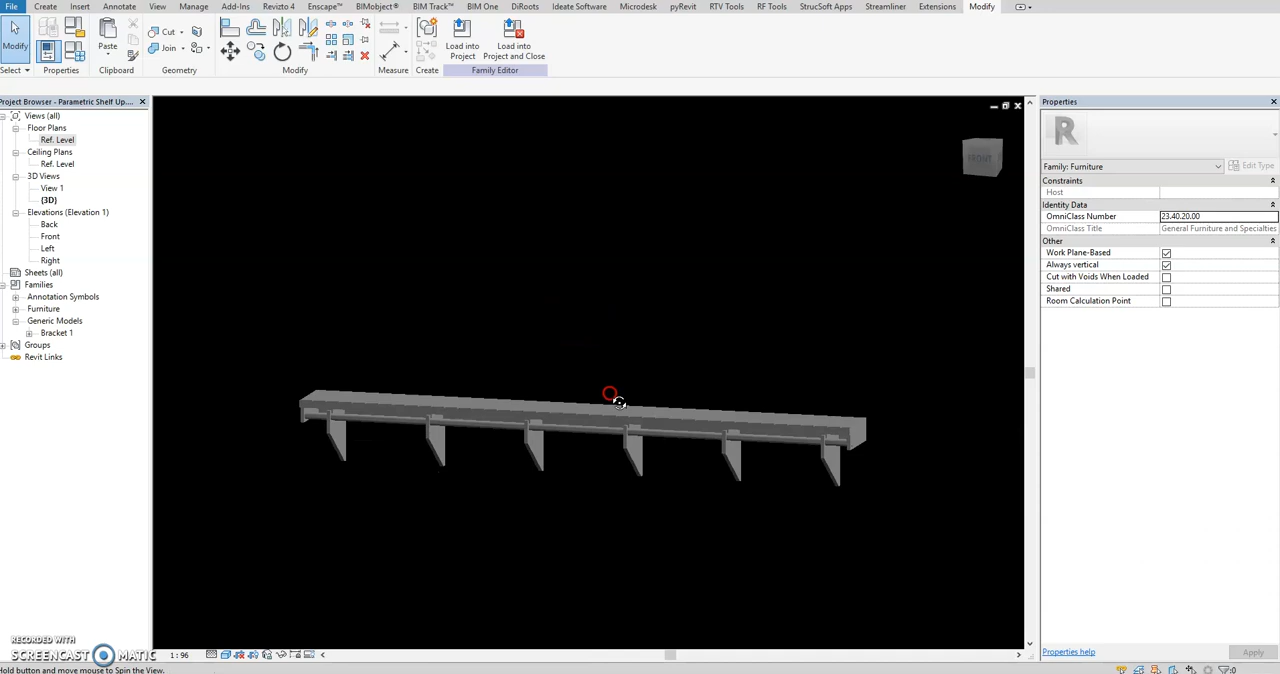 File Create Insert Annotate View Manage Add-Ins Revizto 4 Enscape™ BIMobject® BIM Track™ BIM One DiRoots Ideate Software Microdesk pyRevit RTV Tools RF Tools StrucSoft Apps Streamliner Extensions Modify
Modify
Paste
Cut
Join
Load into
Project
Load into
Project and Close
Select Properties Clipboard Geometry Modify Measure Create Family Editor
Project Browser - Parametric Shelf Up....
Views (all)
Floor Plans
Ref. Level
Ceiling Plans
Ref. Level
3D Views
View 1
(3D)
Elevations (Elevation 1)
Back
Front
Left
Right
Sheets (all)
Families
Annotation Symbols
Furniture
Generic Models
Bracket 1
Groups
Revit Links
FRONT
Properties
R
Family: Furniture
Edit Type
Constraints
Host
Identity Data
OmniClass Number 23.40.20.00
OmniClass Title General Furniture and Specialties
Other
Work Plane-Based
Always vertical
Cut with Voids When Loaded
Shared
Room Calculation Point
Properties help
Apply
RECORDED WITH
SCREENCAST MATIC
1 : 96
Hold button and move mouse to Spin the View.
:0